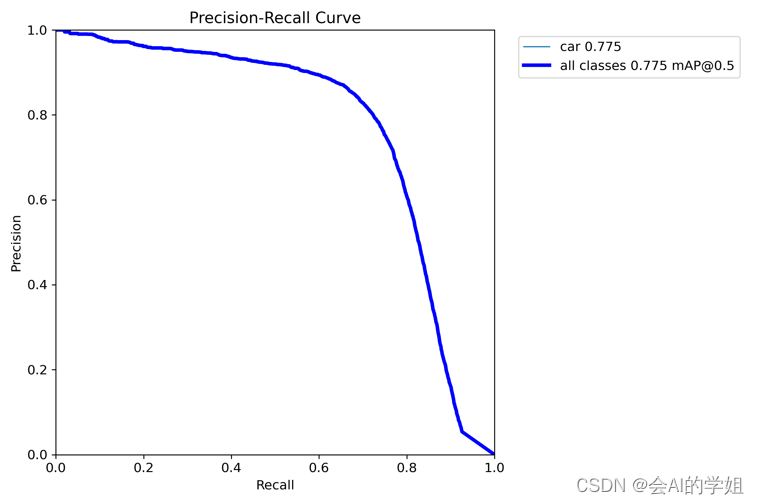 Precision-Recall Curve
car 0.775
all classes 0.775 mAP@0.5
1.0
0.8
0.6
0.4
0.2
0.0
Precision
0.0 0.2 0.4 0.6 0.8 1.0
Recall
CSDN @会AI的学姐